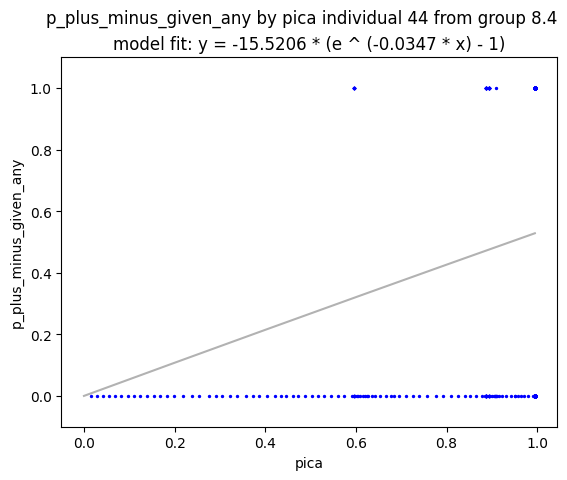 p_plus_minus_given_any by pica individual 44 from group 8.4
model fit: y = -15.5206 * (e ^ (-0.0347 * x) - 1)
1.0
0.8
0.6
0.4
0.2
0.0
p_plus_minus_given_any
0.0 0.2 0.4 0.6 0.8 1.0
pica